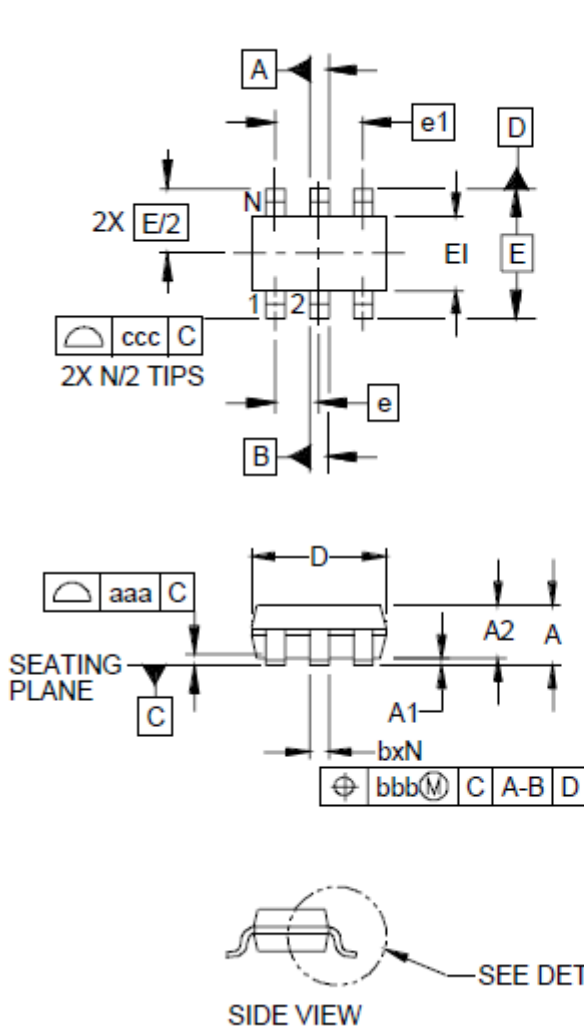 A
e1
D
N
2X E/2
EI
E
1 2
ccc C
2X N/2 TIPS
e
B
D
aaa C
A2
A
SEATING
PLANE
C
A1
bxN
⌖ bbbⓂ C A-B D
SEE DET
SIDE VIEW